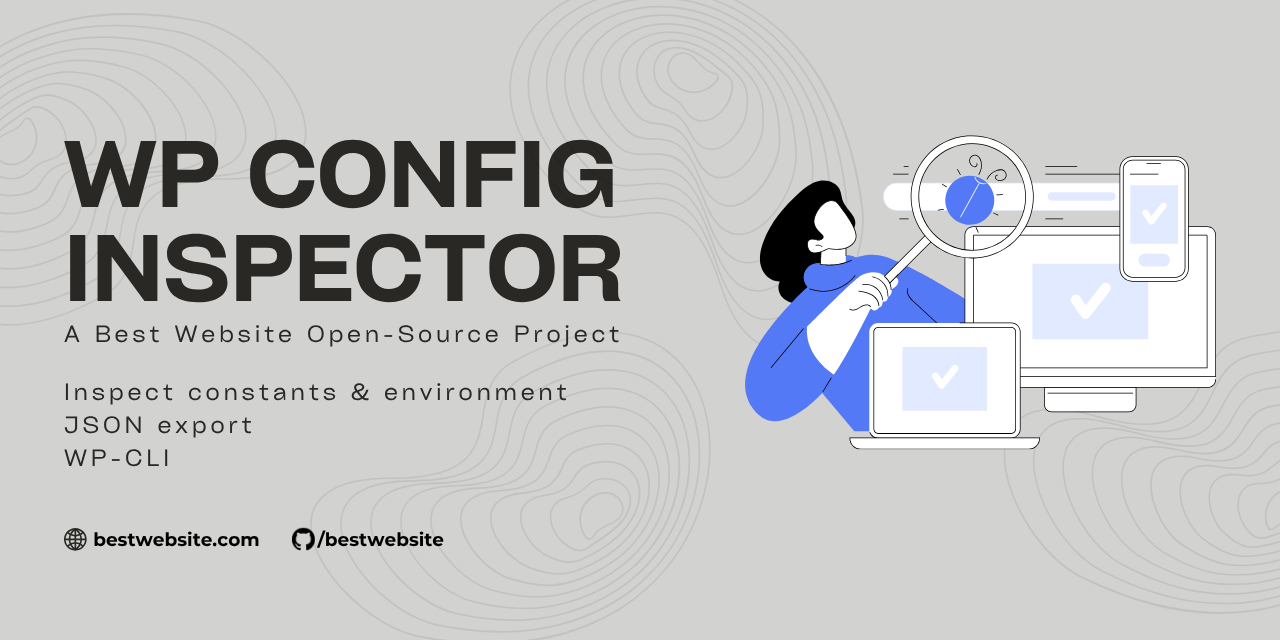 WP CONFIG
INSPECTOR
A Best Website Open-Source Project
Inspect constants & environment
JSON export
WP-CLI
bestwebsite.com /bestwebsite